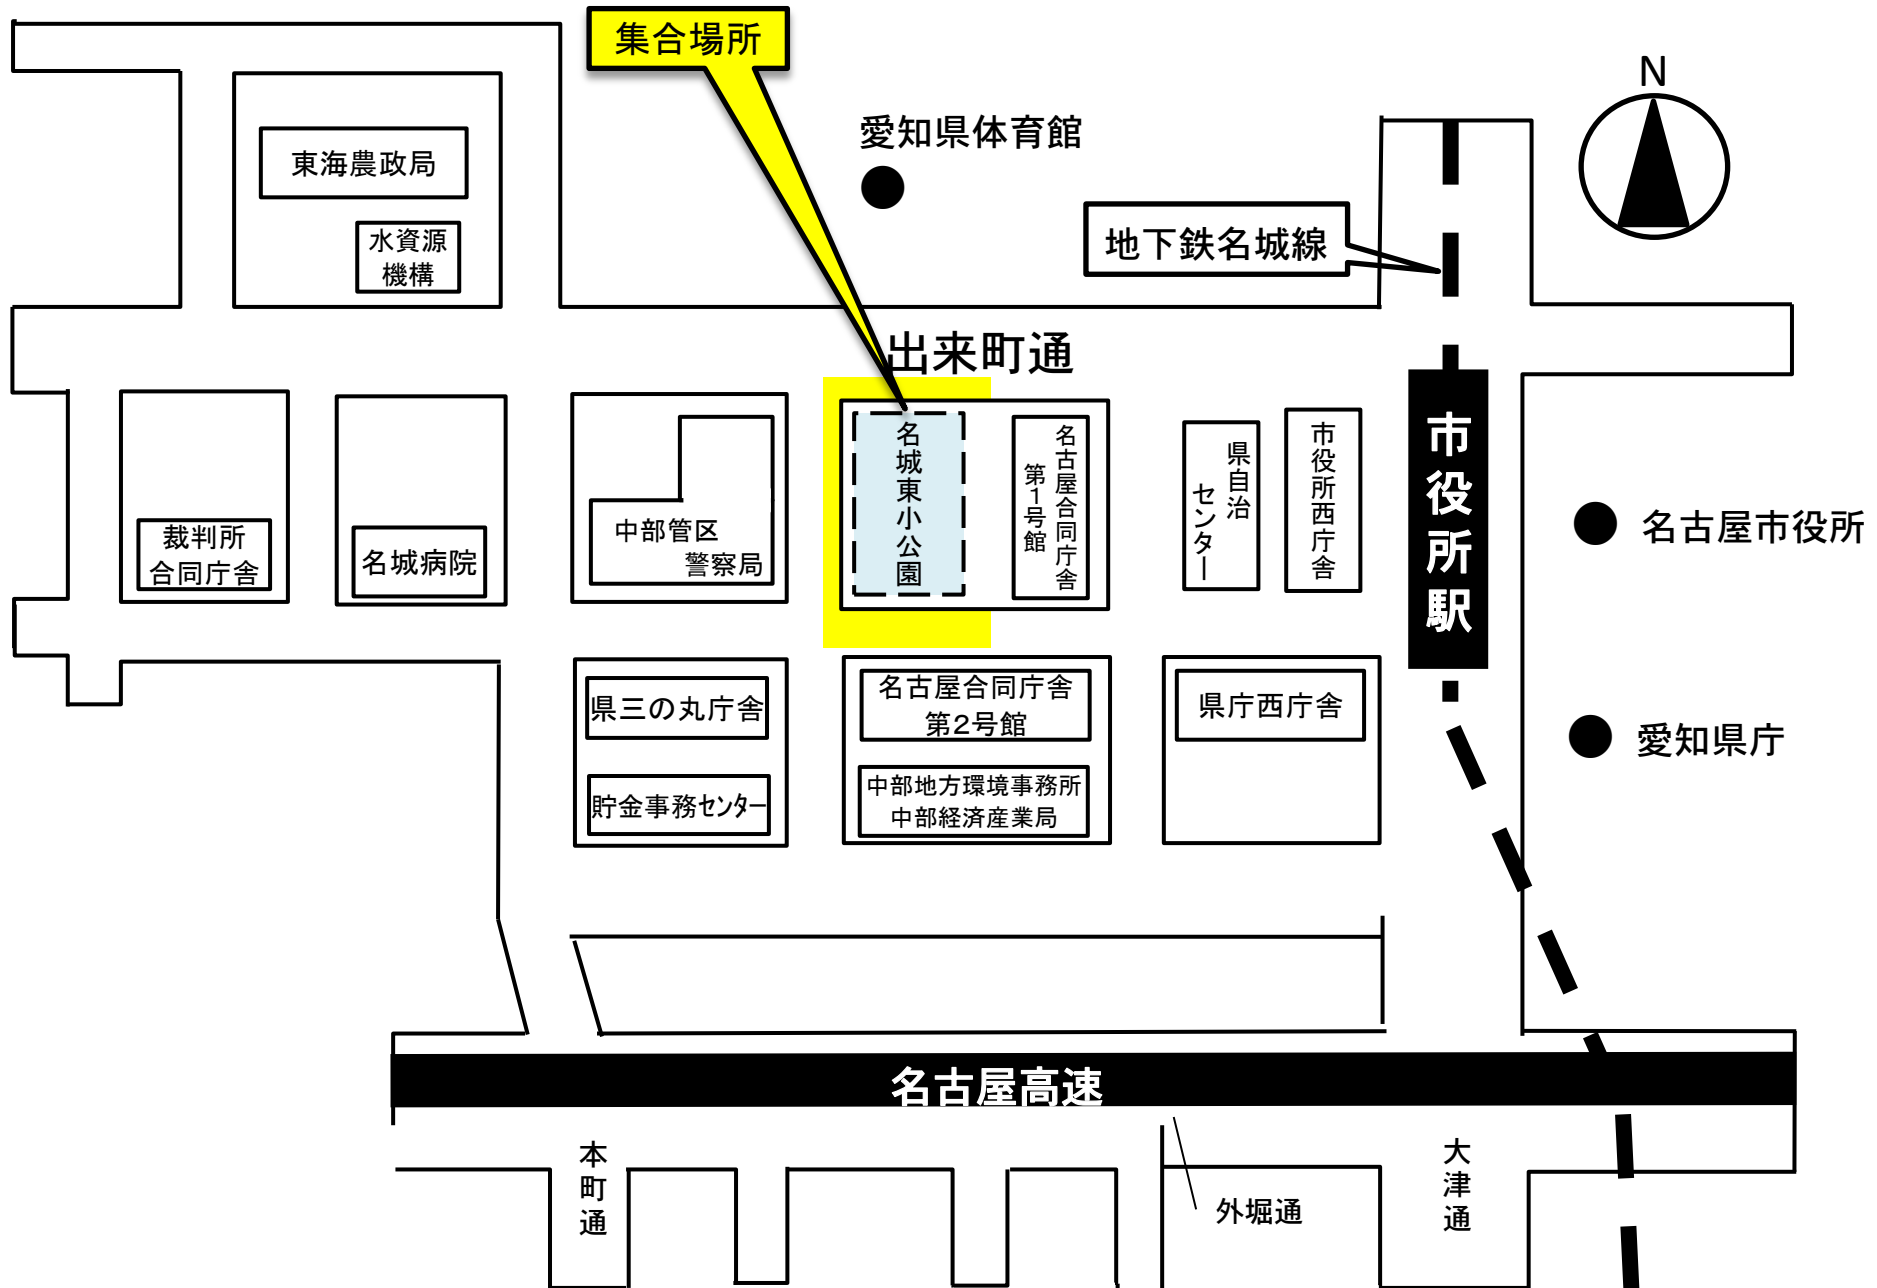 集合場所
N
愛知県体育館
東海農政局
水資源
機構
地下鉄名城線
出来町通
裁判所
合同庁舎
名城病院
中部管区
警察局
名城東小公園
名古屋合同庁舎
第1号館
県自治
センター
市役所西庁舎
市役所駅
名古屋市役所
県三の丸庁舎
名古屋合同庁舎
第2号館
県庁西庁舎
愛知県庁
貯金事務センター
中部地方環境事務所
中部経済産業局
名古屋高速
本町通
外堀通
大津通